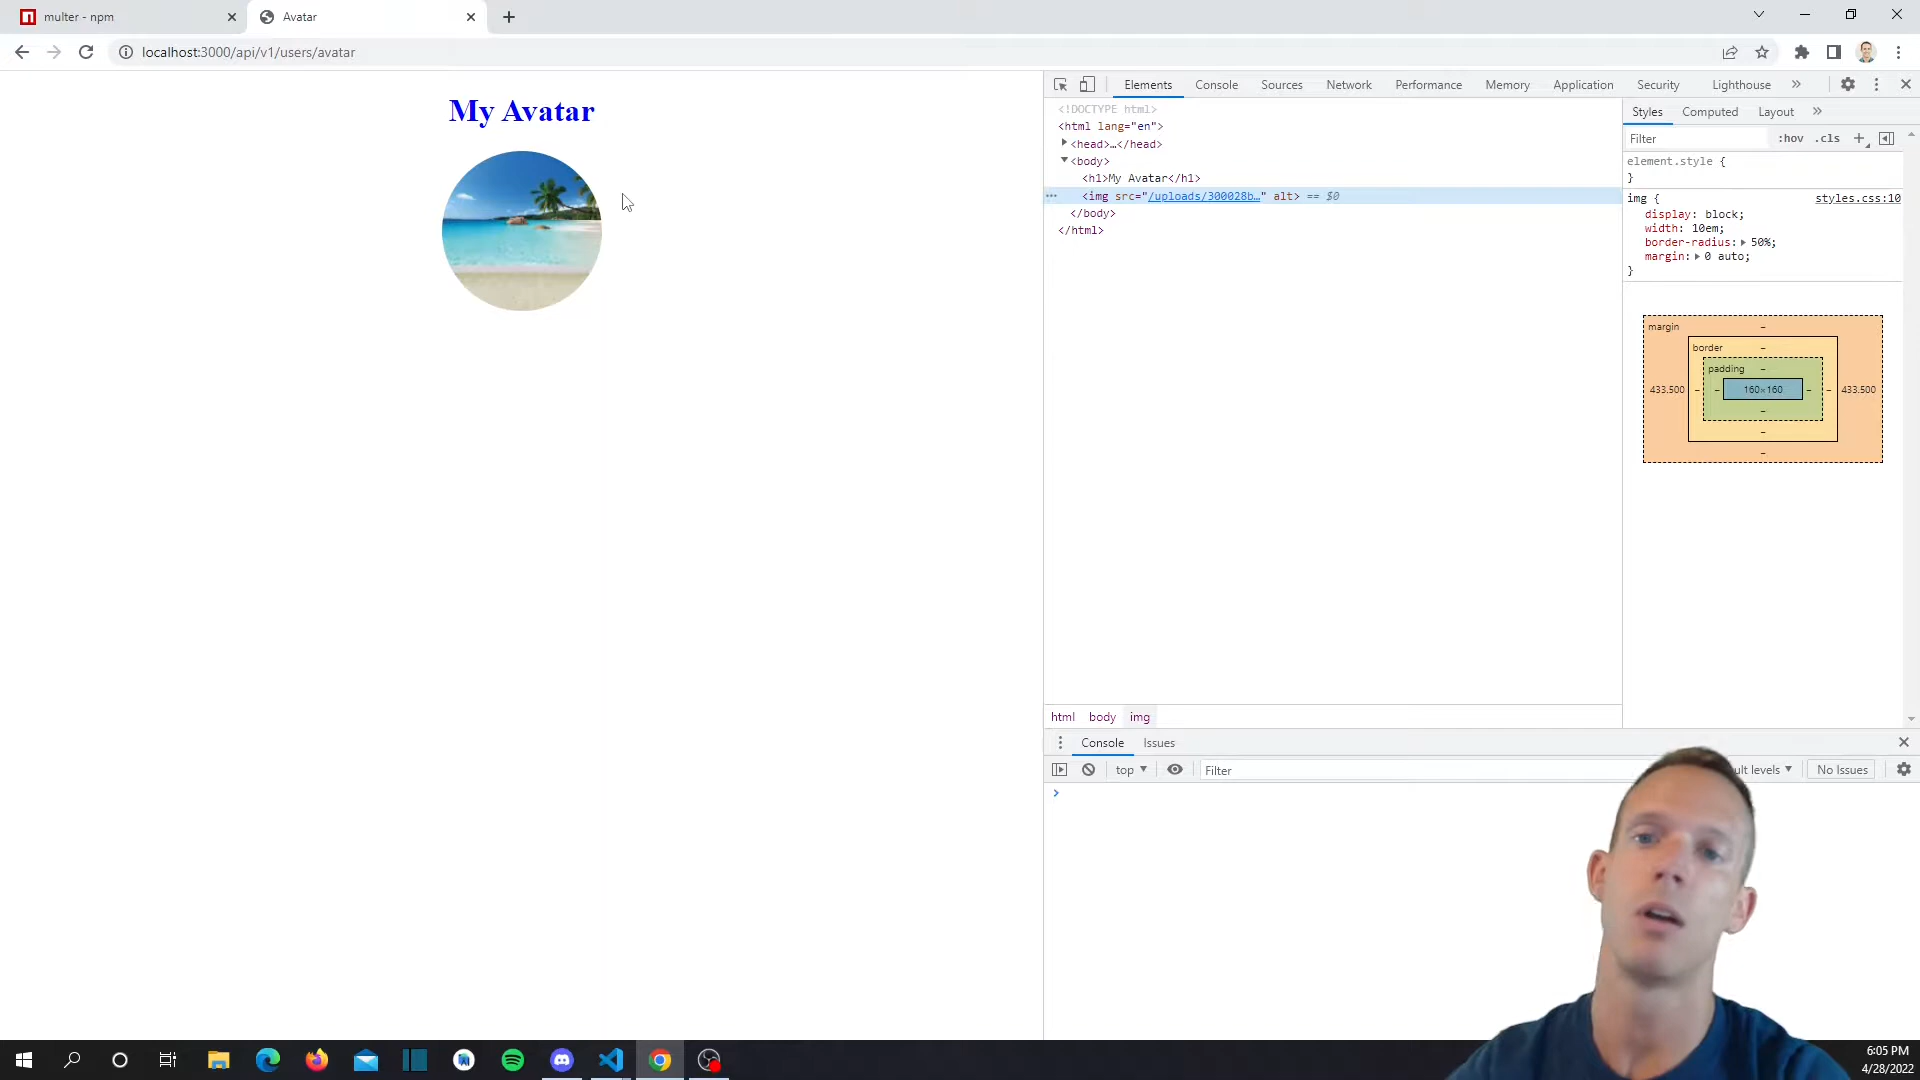 multer - npm
Avatar
localhost:3000/api/v1/users/avatar
My Avatar
Elements Console Sources Network Performance Memory Application Security Lighthouse
<!DOCTYPE html>
<html lang="en">
<head>…</head>
<body>
<h1>My Avatar</h1>
<img src="/uploads/300028b…" alt> == $0
</body>
</html>
html body img
Styles Computed Layout
Filter :hov .cls
element.style {
}
img { styles.css:10
display: block;
width: 10em;
border-radius: 50%;
margin: 0 auto;
}
margin –
border –
padding –
433.500 – – 160×160 – – 433.500
–
–
–
Console Issues
top Filter ult levels No Issues
6:05 PM
4/28/2022